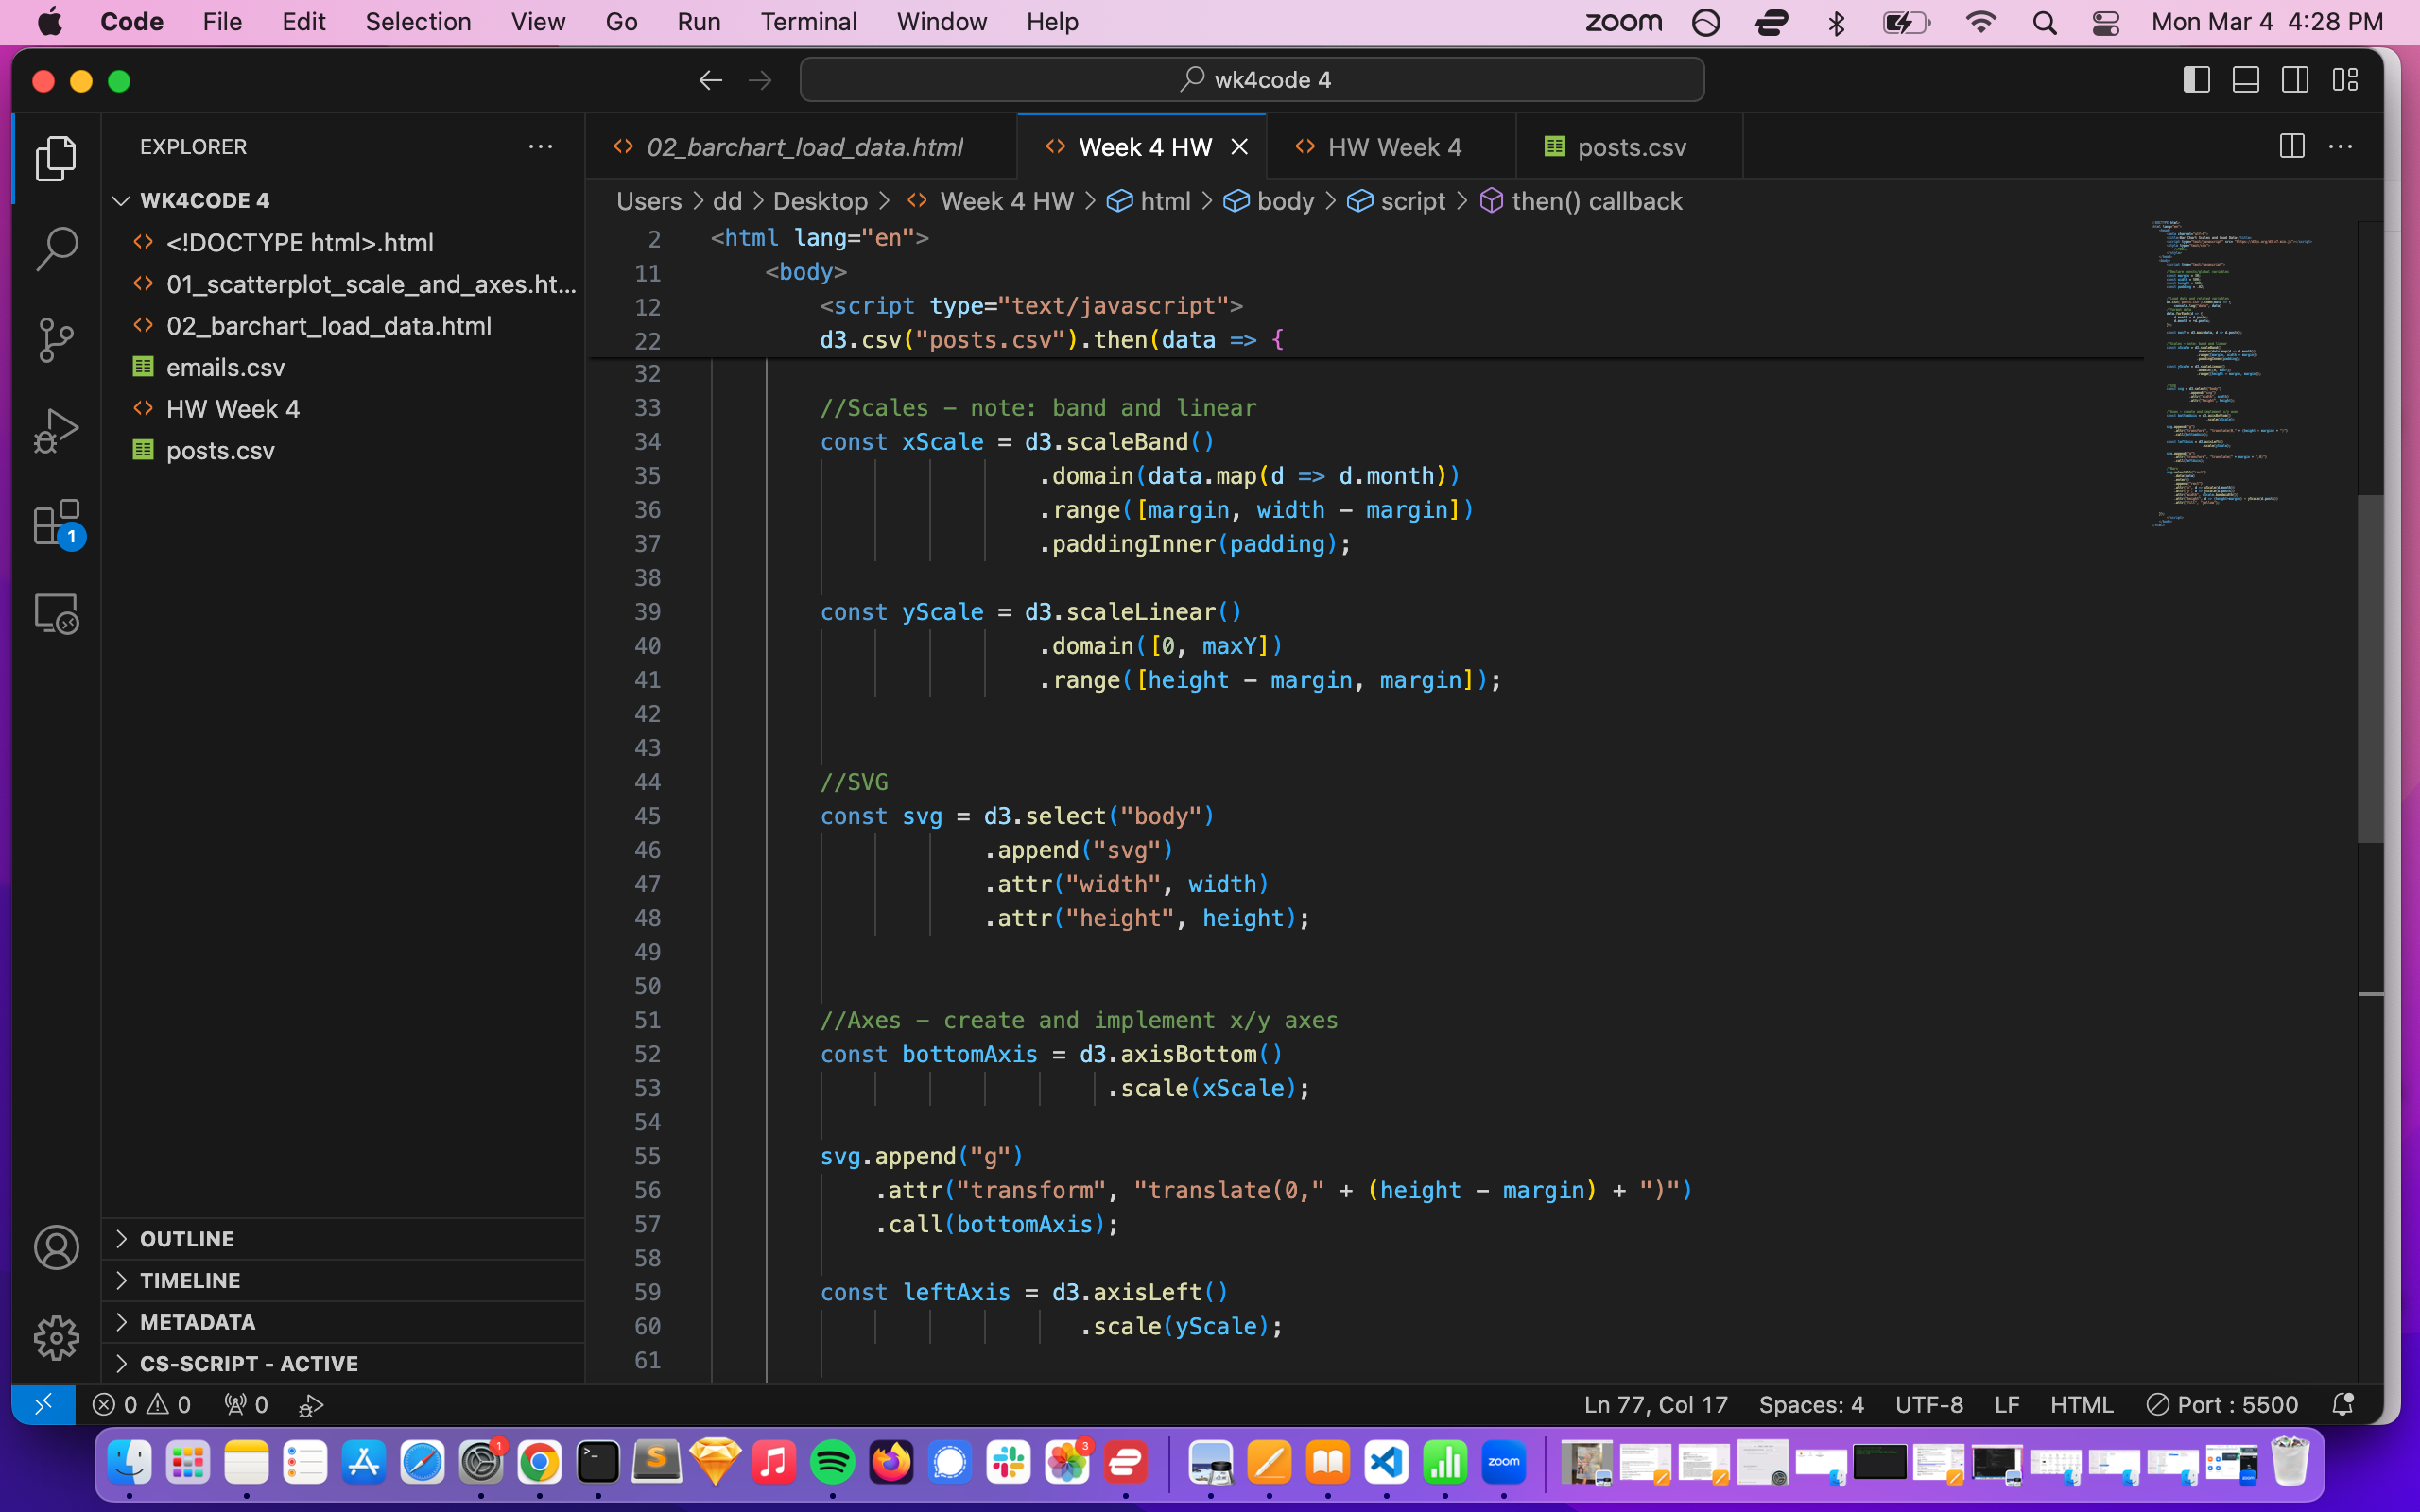 Code File Edit Selection View Go Run Terminal Window Help zoom Mon Mar 4 4:28 PM
wk4code 4
EXPLORER
WK4CODE 4
<!DOCTYPE html>.html
01_scatterplot_scale_and_axes.ht...
02_barchart_load_data.html
emails.csv
HW Week 4
posts.csv
1
OUTLINE
TIMELINE
METADATA
CS-SCRIPT - ACTIVE
02_barchart_load_data.html Week 4 HW HW Week 4 posts.csv
Users > dd > Desktop > Week 4 HW > html > body > script > then() callback
2 <html lang="en">
11 <body>
12 <script type="text/javascript">
22 d3.csv("posts.csv").then(data => {
32
33 //Scales – note: band and linear
34 const xScale = d3.scaleBand()
35 .domain(data.map(d => d.month))
36 .range([margin, width - margin])
37 .paddingInner(padding);
38
39 const yScale = d3.scaleLinear()
40 .domain([0, maxY])
41 .range([height - margin, margin]);
42
43
44 //SVG
45 const svg = d3.select("body")
46 .append("svg")
47 .attr("width", width)
48 .attr("height", height);
49
50
51 //Axes – create and implement x/y axes
52 const bottomAxis = d3.axisBottom()
53 .scale(xScale);
54
55 svg.append("g")
56 .attr("transform", "translate(0," + (height - margin) + ")")
57 .call(bottomAxis);
58
59 const leftAxis = d3.axisLeft()
60 .scale(yScale);
61
0 0 0 Ln 77, Col 17 Spaces: 4 UTF-8 LF HTML Port : 5500
1 3 zoom